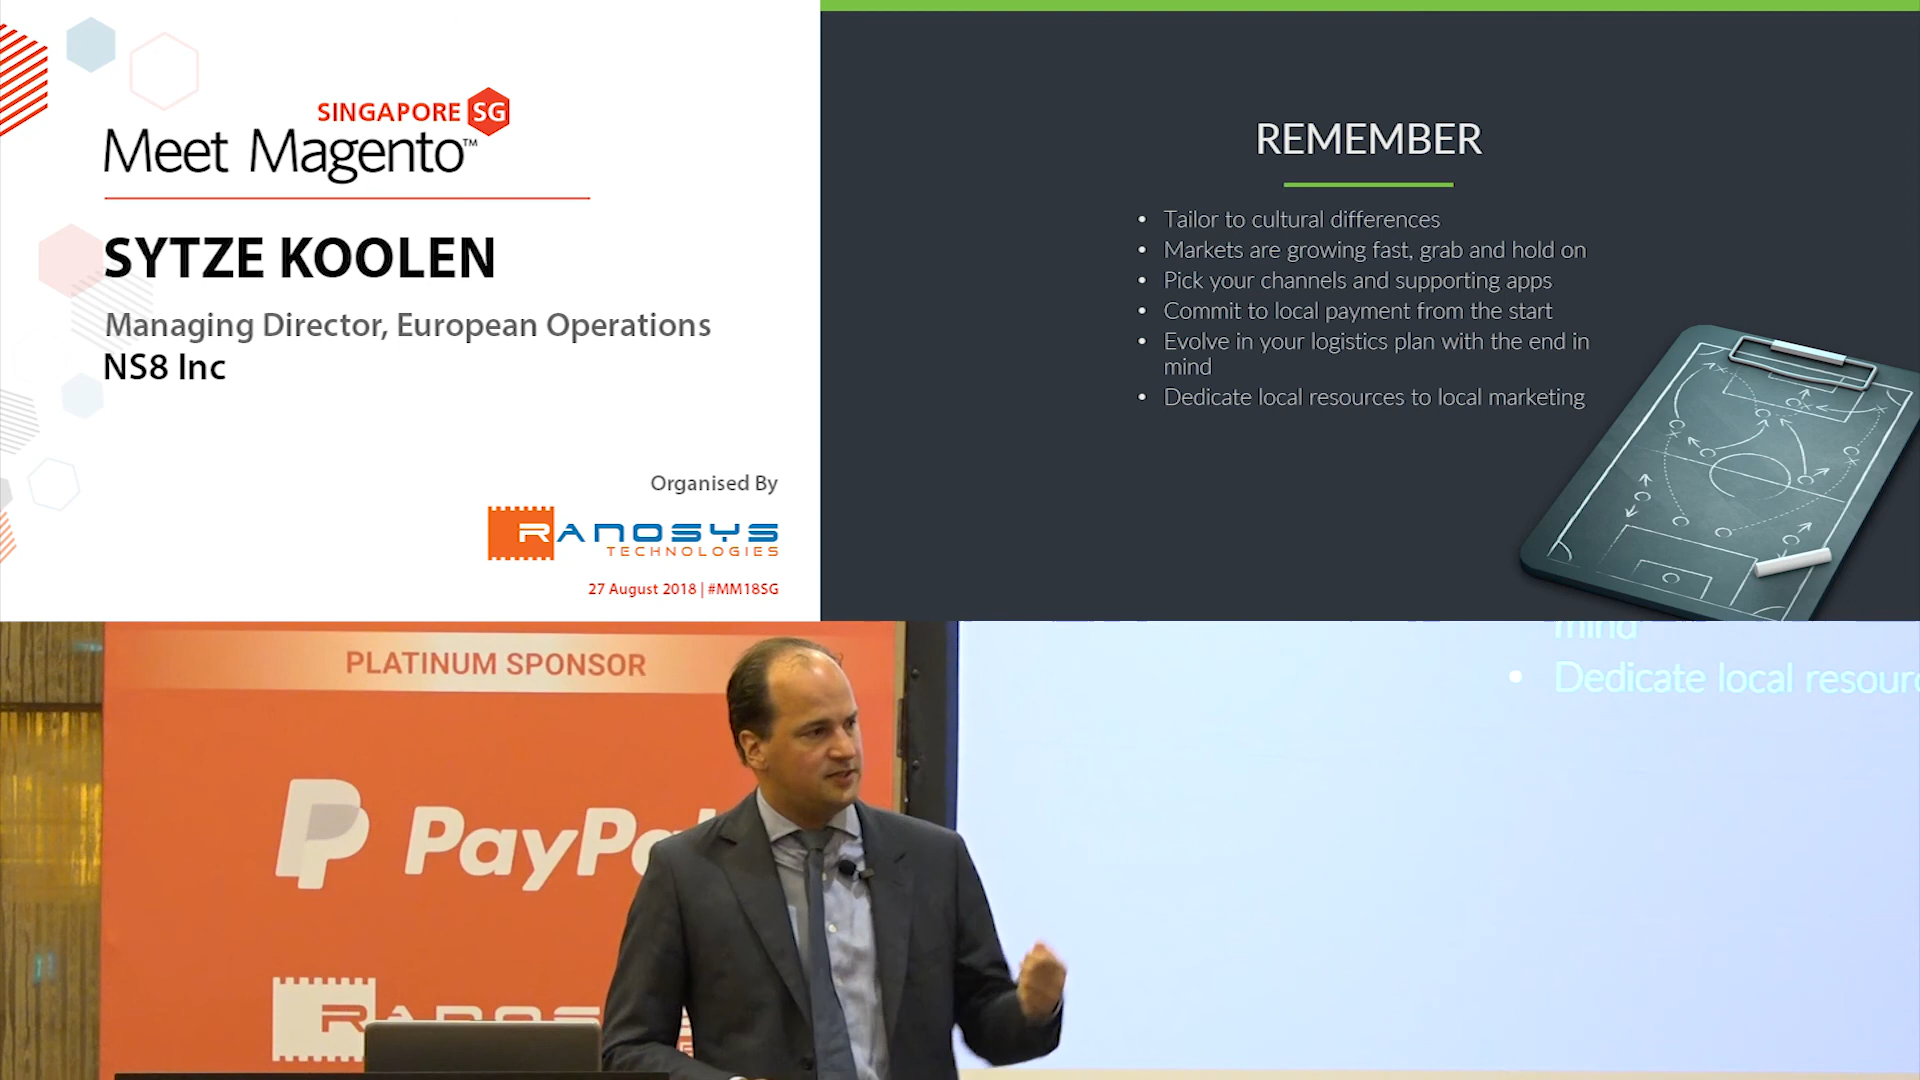 SINGAPORE SG
Meet Magento™
SYTZE KOOLEN
Managing Director, European Operations
NS8 Inc
Organised By
RANOSYS
TECHNOLOGIES
27 August 2018 | #MM18SG
REMEMBER
• Tailor to cultural differences
• Markets are growing fast, grab and hold on
• Pick your channels and supporting apps
• Commit to local payment from the start
• Evolve in your logistics plan with the end in
mind
• Dedicate local resources to local marketing
PLATINUM SPONSOR
PayPa
RANOS
mind
• Dedicate local resourc